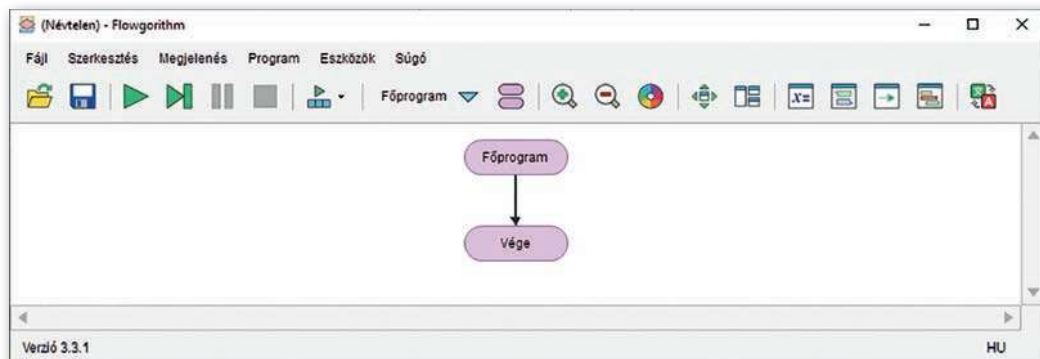 (Névtelen) - Flowgorithm
Fájl Szerkesztés Megjelenés Program Eszközök Súgó
Főprogram
x=
Főprogram
Vége
Verzió 3.3.1 HU